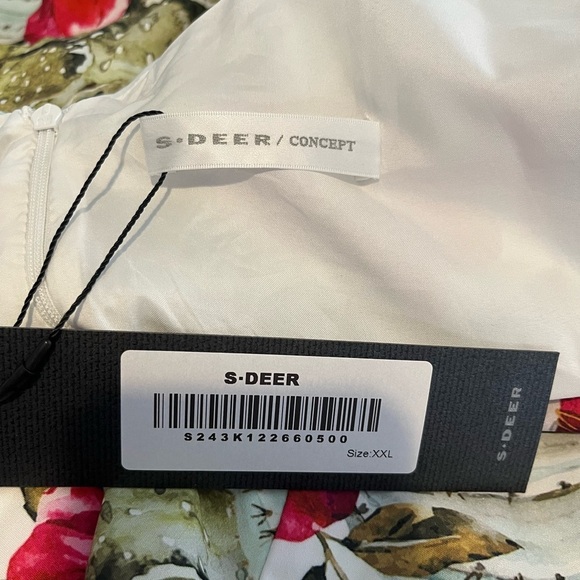 S·DEER / CONCEPT
S·DEER
S243K122660500
Size:XXL
S·DEER